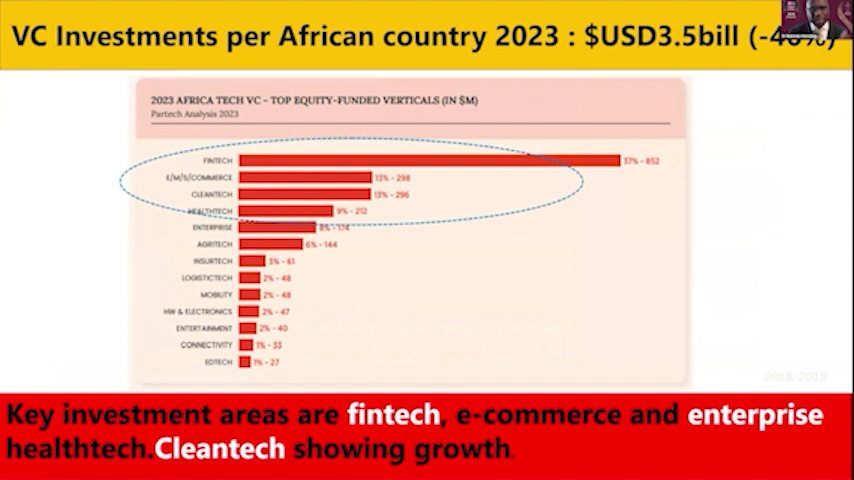 VC Investments per African country 2023 : $USD3.5bill (-46%)
2023 AFRICA TECH VC - TOP EQUITY-FUNDED VERTICALS (IN $M)
Partech Analysis 2023
FINTECH 37% - 852
E/M/S/COMMERCE 13% - 298
CLEANTECH 13% - 296
HEALTHTECH 9% - 212
ENTERPRISE 8% - 174
AGRITECH 6% - 144
INSURTECH 3% - 61
LOGISTICTECH 2% - 48
MOBILITY 2% - 48
HW & ELECTRONICS 2% - 47
ENTERTAINMENT 2% - 40
CONNECTIVITY 1% - 33
EDTECH 1% - 27
2018/2019
Key investment areas are fintech, e-commerce and enterprise
healthtech.Cleantech showing growth.